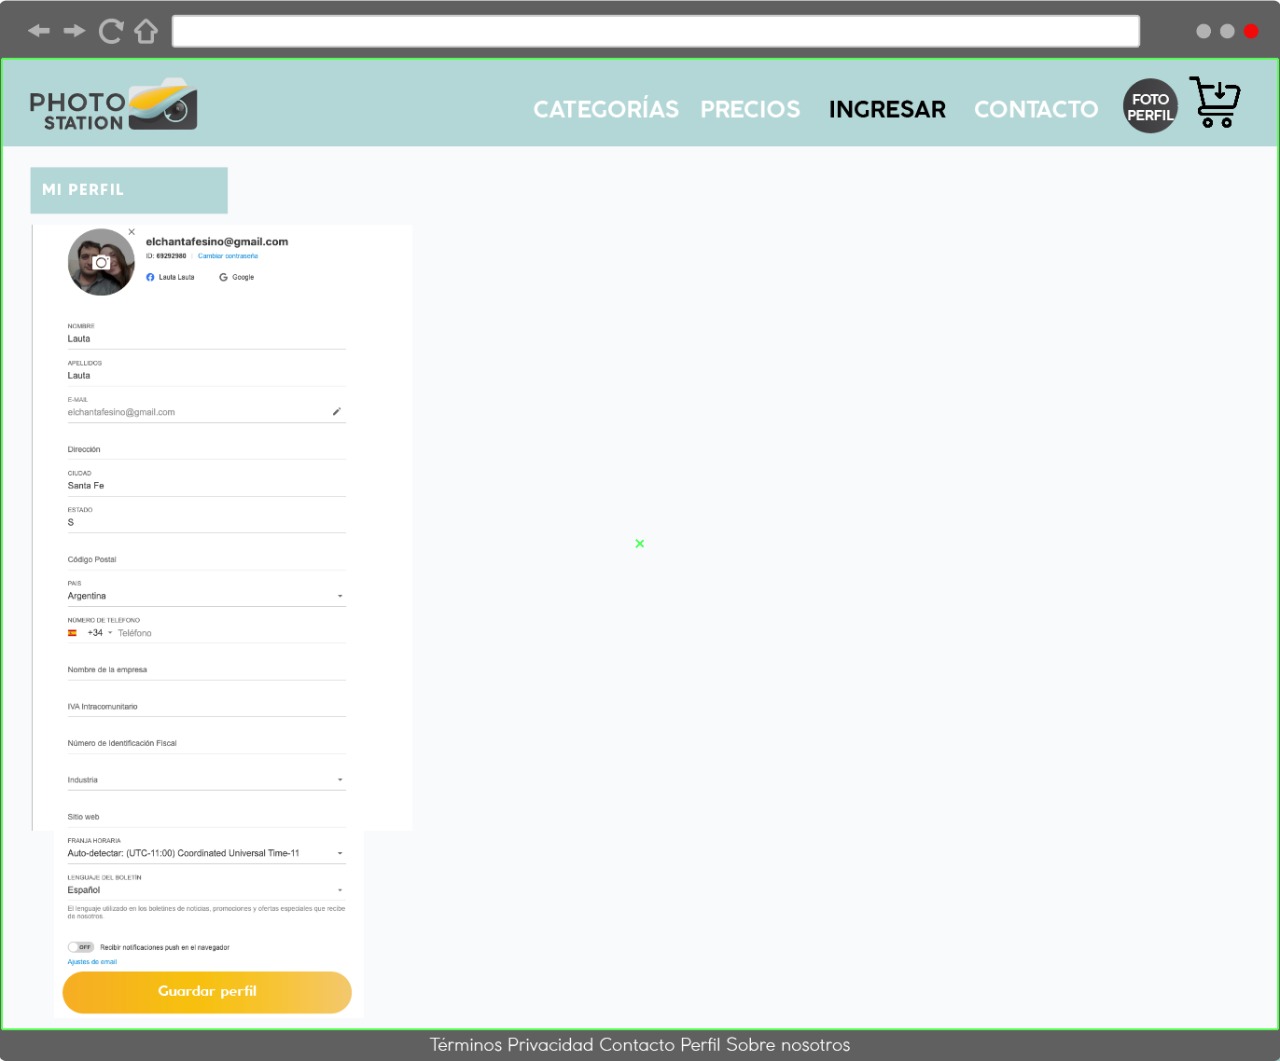 PHOTO
STATION
CATEGORÍAS PRECIOS INGRESAR CONTACTO
FOTO
PERFIL
MI PERFIL
elchantafesino@gmail.com
ID: 69292980 Cambiar contraseña
Lauta Lauta Google
NOMBRE
Lauta
APELLIDOS
Lauta
E-MAIL
elchantafesino@gmail.com
Dirección
CIUDAD
Santa Fe
ESTADO
S
Código Postal
PAÍS
Argentina
NÚMERO DE TELÉFONO
+34 Teléfono
Nombre de la empresa
IVA Intracomunitario
Número de Identificación Fiscal
Industria
Sitio web
FRANJA HORARIA
Auto-detectar: (UTC-11:00) Coordinated Universal Time-11
LENGUAJE DEL BOLETÍN
Español
El lenguaje utilizado en los boletines de noticias, promociones y ofertas especiales que recibe
de nosotros.
OFF Recibir notificaciones push en el navegador
Ajustes de email
Guardar perfil
Términos Privacidad Contacto Perfil Sobre nosotros